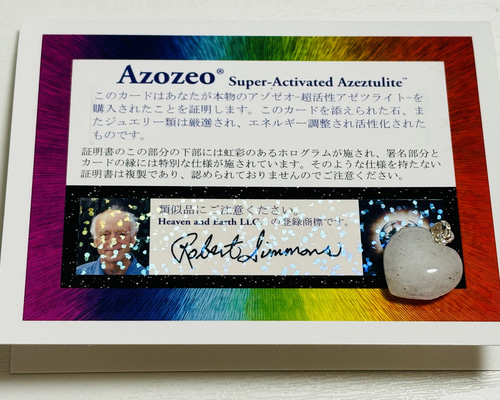 Azozeo® Super-Activated Azeztulite™
このカードはあなたが本物のアゾゼオ-超活性アゼツライト-を
購入されたことを証明します。このカードを添えられた石、ま
たジュエリー類は厳選され、エネルギー調整され活性化された
ものです。
証明書のこの部分の下部には虹彩のあるホログラムが施され、署名部分と
カードの縁には特別な仕様が施されています。そのような仕様を持たない
証明書は複製であり、認められておりませんのでご注意ください。
類似品にご注意ください。
Heaven and Earth LLC。の登録商標です。
Robert Simmons